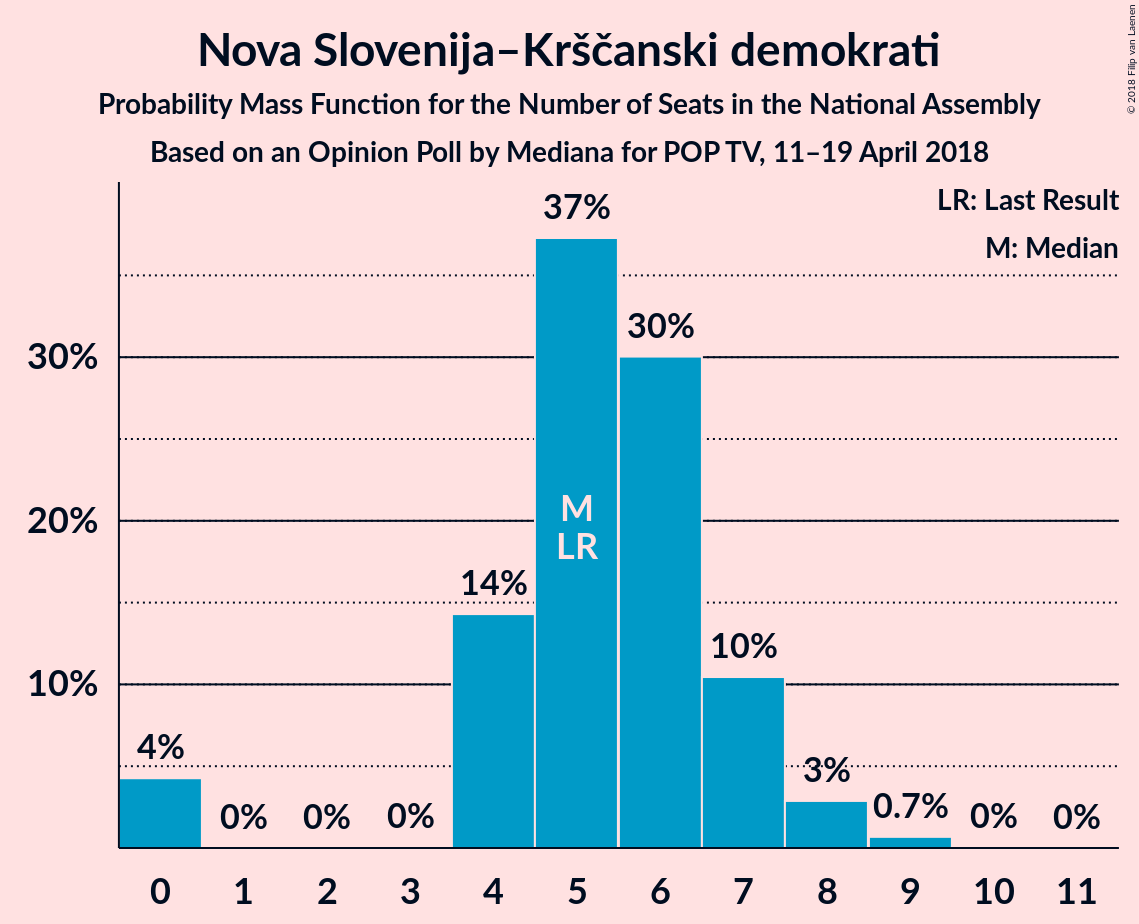 Nova Slovenija–Krščanski demokrati
Probability Mass Function for the Number of Seats in the National Assembly
Based on an Opinion Poll by Mediana for POP TV, 11–19 April 2018
© 2018 Filip van Laenen
LR: Last Result
M: Median
37%
30%
30%
20%
M
LR
14%
10%
10%
4%
3%
0.7%
0%
0%
0%
0%
0%
0 1 2 3 4 5 6 7 8 9 10 11